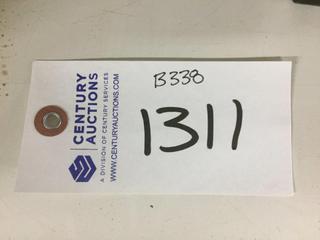 CENTURY
AUCTIONS
A DIVISION OF CENTURY SERVICES
WWW.CENTURYAUCTIONS.COM
B338
1311